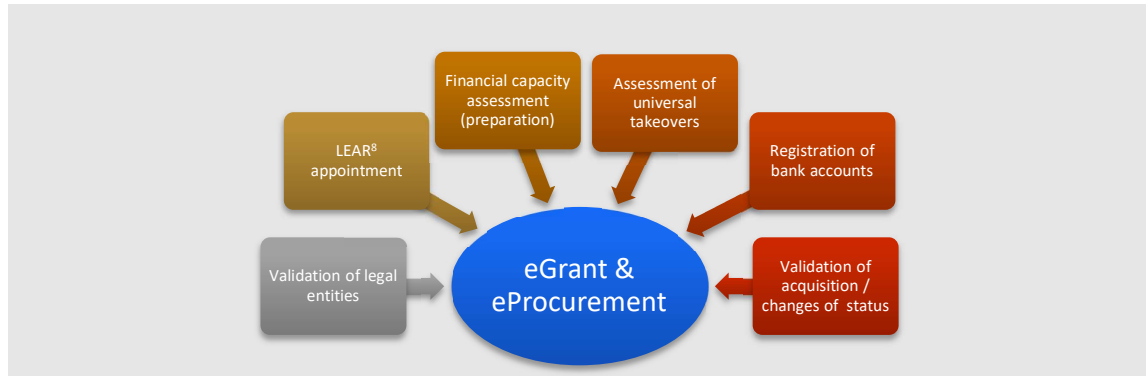 Financial capacity
assessment
(preparation)
Assessment of
universal
takeovers
LEAR⁸
appointment
Registration of
bank accounts
Validation of legal
entities
eGrant &
eProcurement
Validation of
acquisition /
changes of status